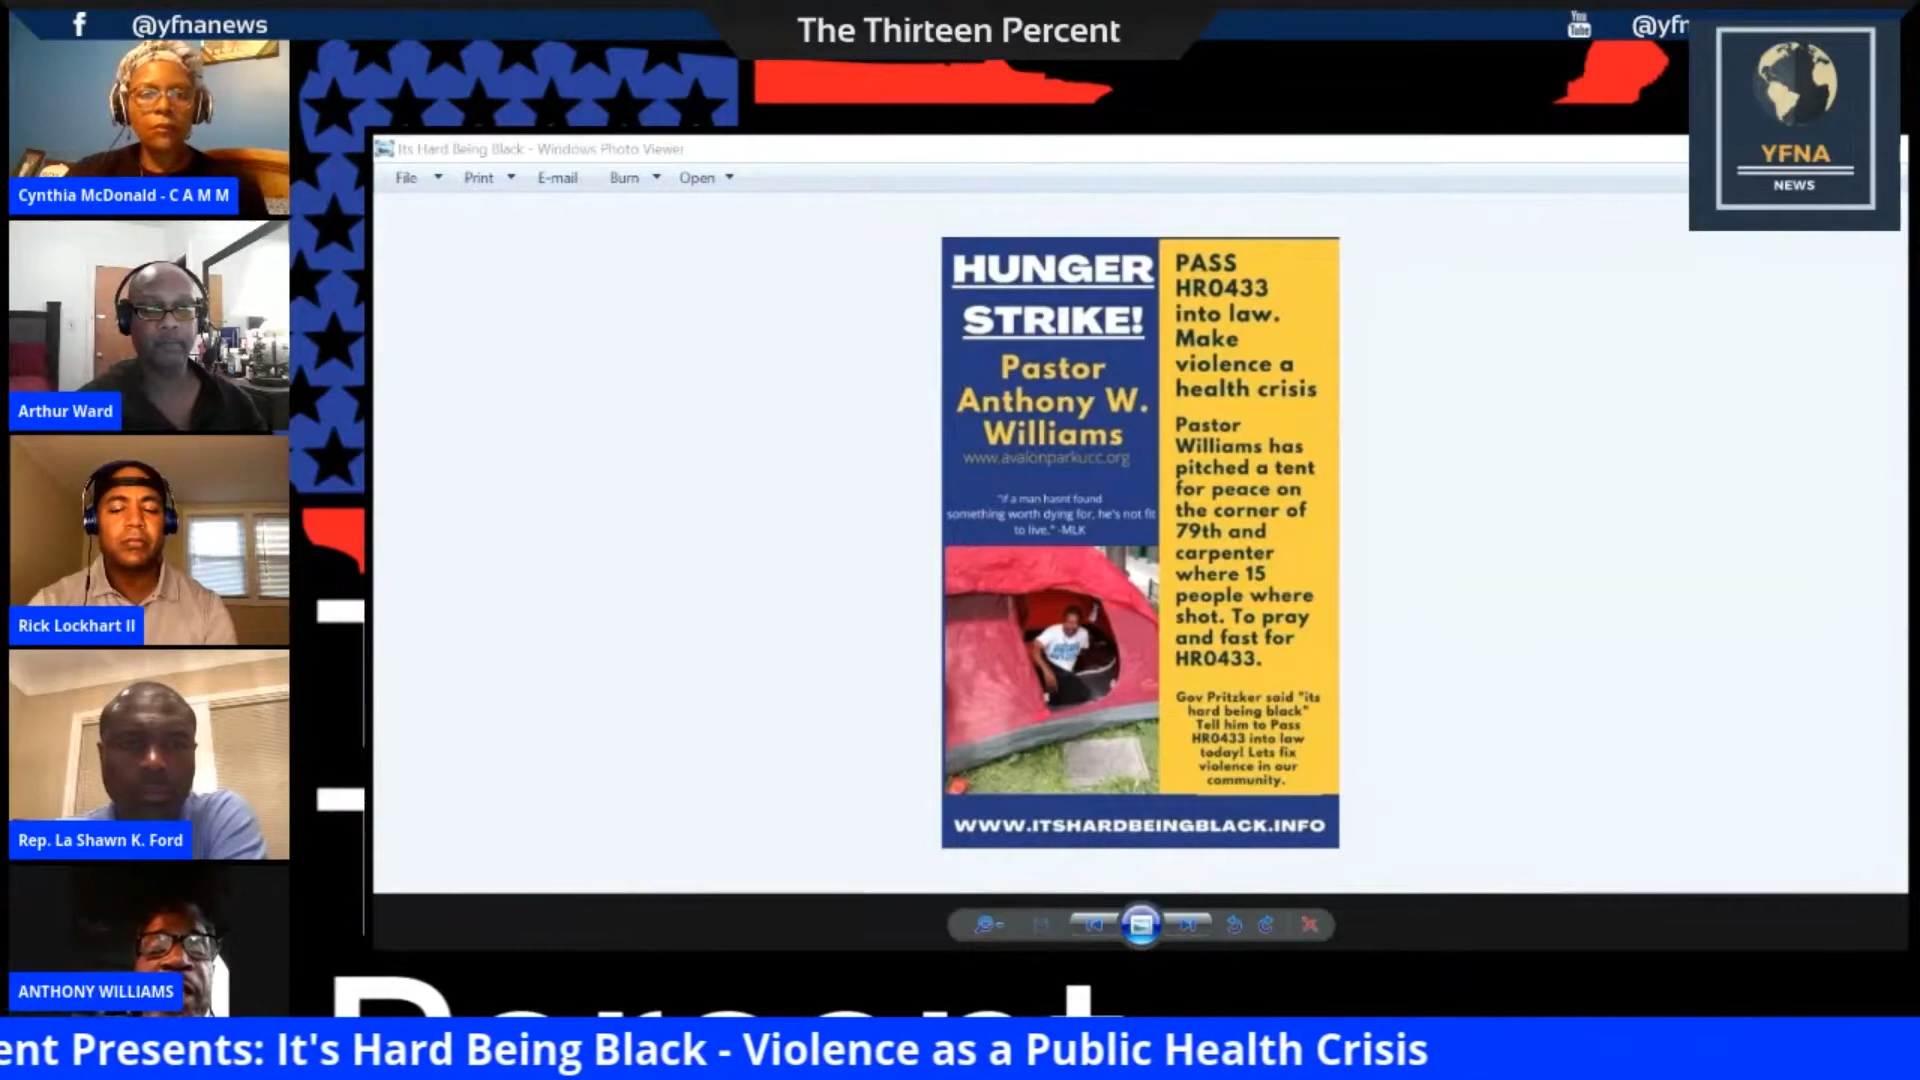 @yfnanews
The Thirteen Percent
You
Tube
YFNA
NEWS
Cynthia McDonald - C A M M
Arthur Ward
Rick Lockhart II
Rep. La Shawn K. Ford
ANTHONY WILLIAMS
Its Hard Being Black - Windows Photo Viewer
File
Print
E-mail
Burn
Open
HUNGER
STRIKE!
Pastor
Anthony W.
Williams
www.avalonparkucc.org
"if a man hasnt found
something worth dying for, he's not fit
to live." -MLK
PASS
HR0433
into law.
Make
violence a
health crisis
Pastor
Williams has
pitched a tent
for peace on
the corner of
79th and
carpenter
where 15
people where
shot. To pray
and fast for
HR0433.
Gov Pritzker said "its
hard being black"
Tell him to Pass
HR0433 into law
today! Lets fix
violence in our
community.
WWW.ITSHARDBEINGBLACK.INFO
ent Presents: It's Hard Being Black - Violence as a Public Health Crisis